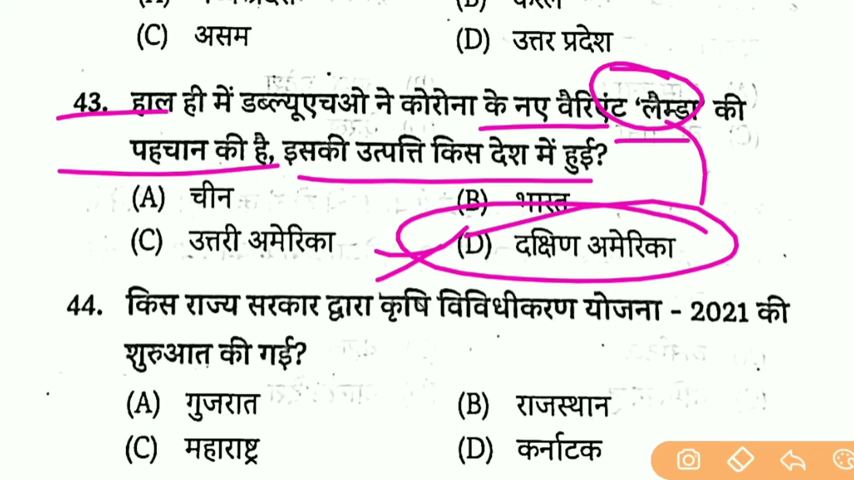 (B) केरल
(C) असम (D) उत्तर प्रदेश
43. हाल ही में डब्ल्यूएचओ ने कोरोना के नए वैरिएंट ‘लैम्डा’ की
पहचान की है, इसकी उत्पत्ति किस देश में हुई?
(A) चीन (B) भारत
(C) उत्तरी अमेरिका (D) दक्षिण अमेरिका
44. किस राज्य सरकार द्वारा कृषि विविधीकरण योजना - 2021 की
शुरुआत की गई?
(A) गुजरात (B) राजस्थान
(C) महाराष्ट्र (D) कर्नाटक